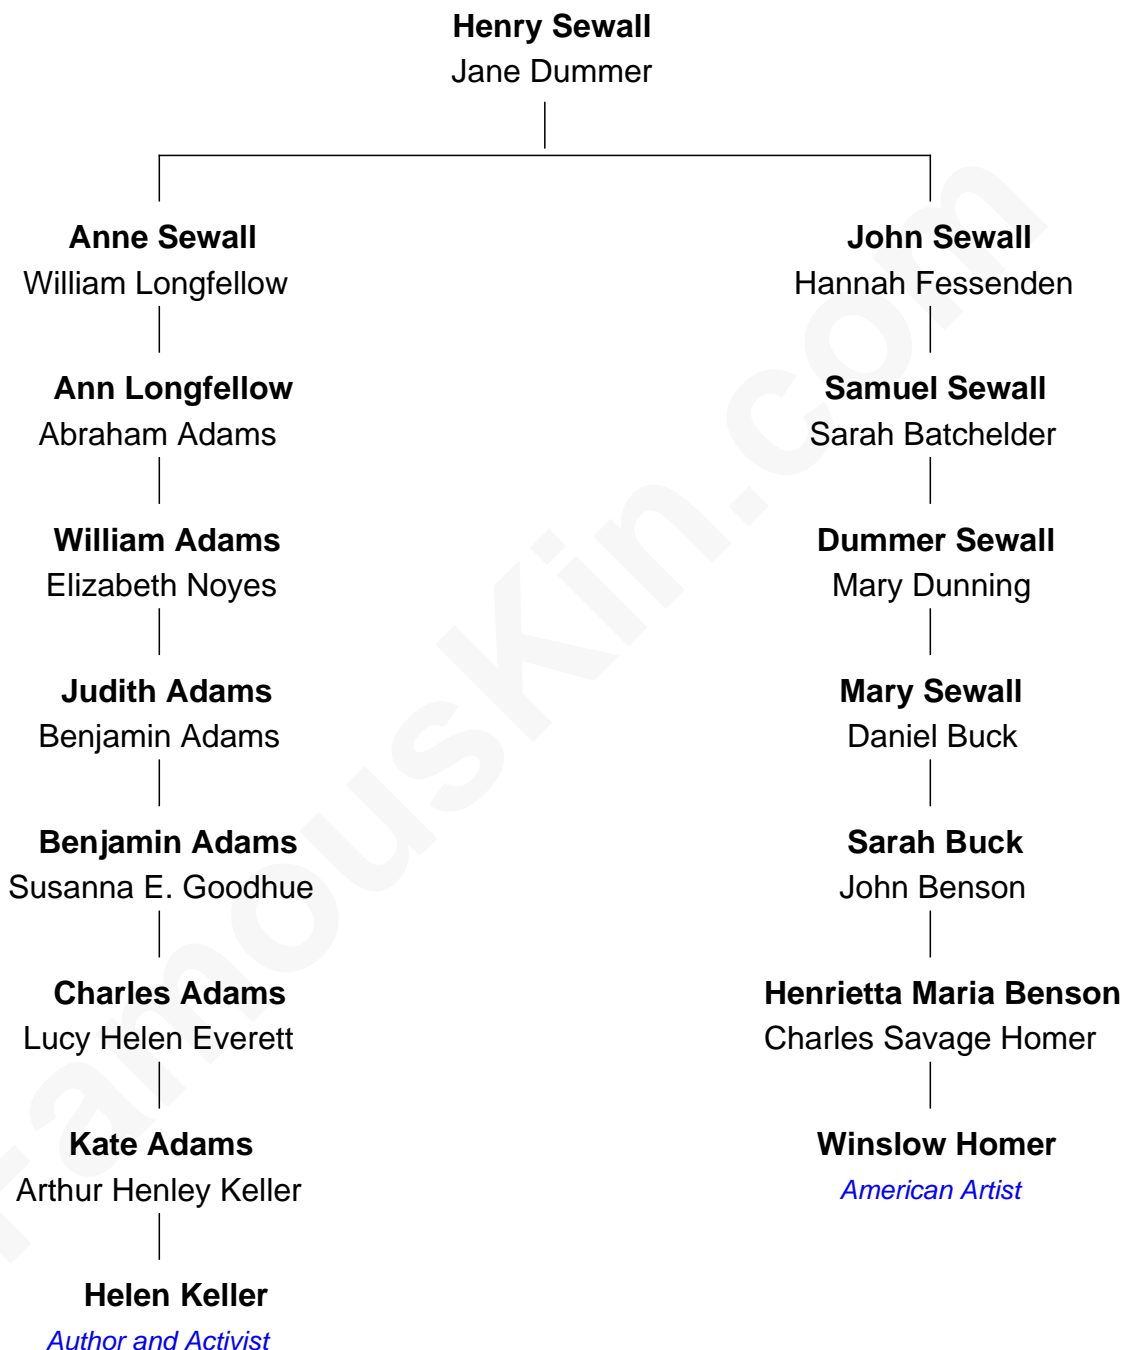 Henry Sewall
Jane Dummer
Anne Sewall
William Longfellow
John Sewall
Hannah Fessenden
Ann Longfellow
Abraham Adams
Samuel Sewall
Sarah Batchelder
William Adams
Elizabeth Noyes
Dummer Sewall
Mary Dunning
Judith Adams
Benjamin Adams
Mary Sewall
Daniel Buck
Benjamin Adams
Susanna E. Goodhue
Sarah Buck
John Benson
Charles Adams
Lucy Helen Everett
Henrietta Maria Benson
Charles Savage Homer
Kate Adams
Arthur Henley Keller
Winslow Homer
American Artist
Helen Keller
Author and Activist
FamousKin.com